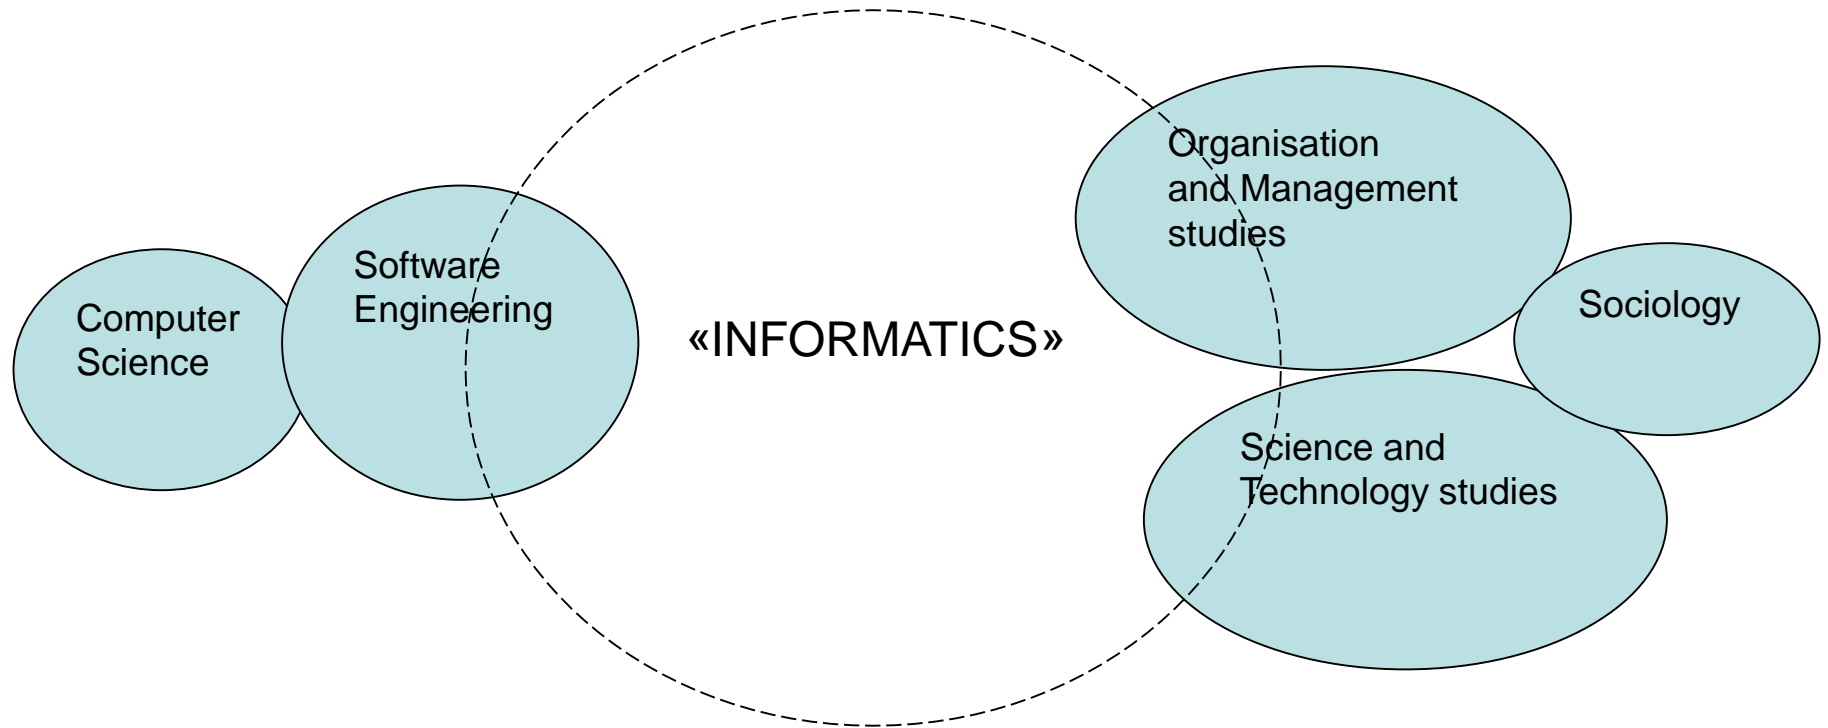 Computer
Science
Software
Engineering
«INFORMATICS»
Organisation
and Management
studies
Sociology
Science and
Technology studies